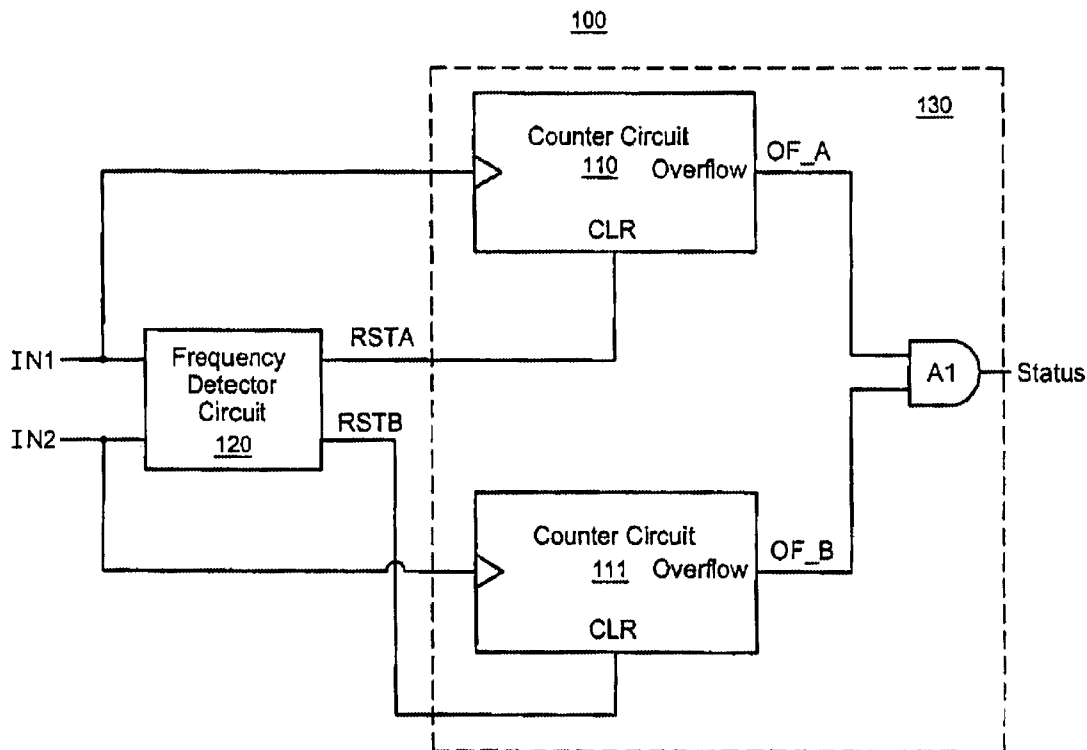 100
130
Counter Circuit
110
Overflow
OF_A
CLR
RSTA
IN1
Frequency
Detector
Circuit
120
A1
Status
IN2
RSTB
Counter Circuit
111
Overflow
OF_B
CLR